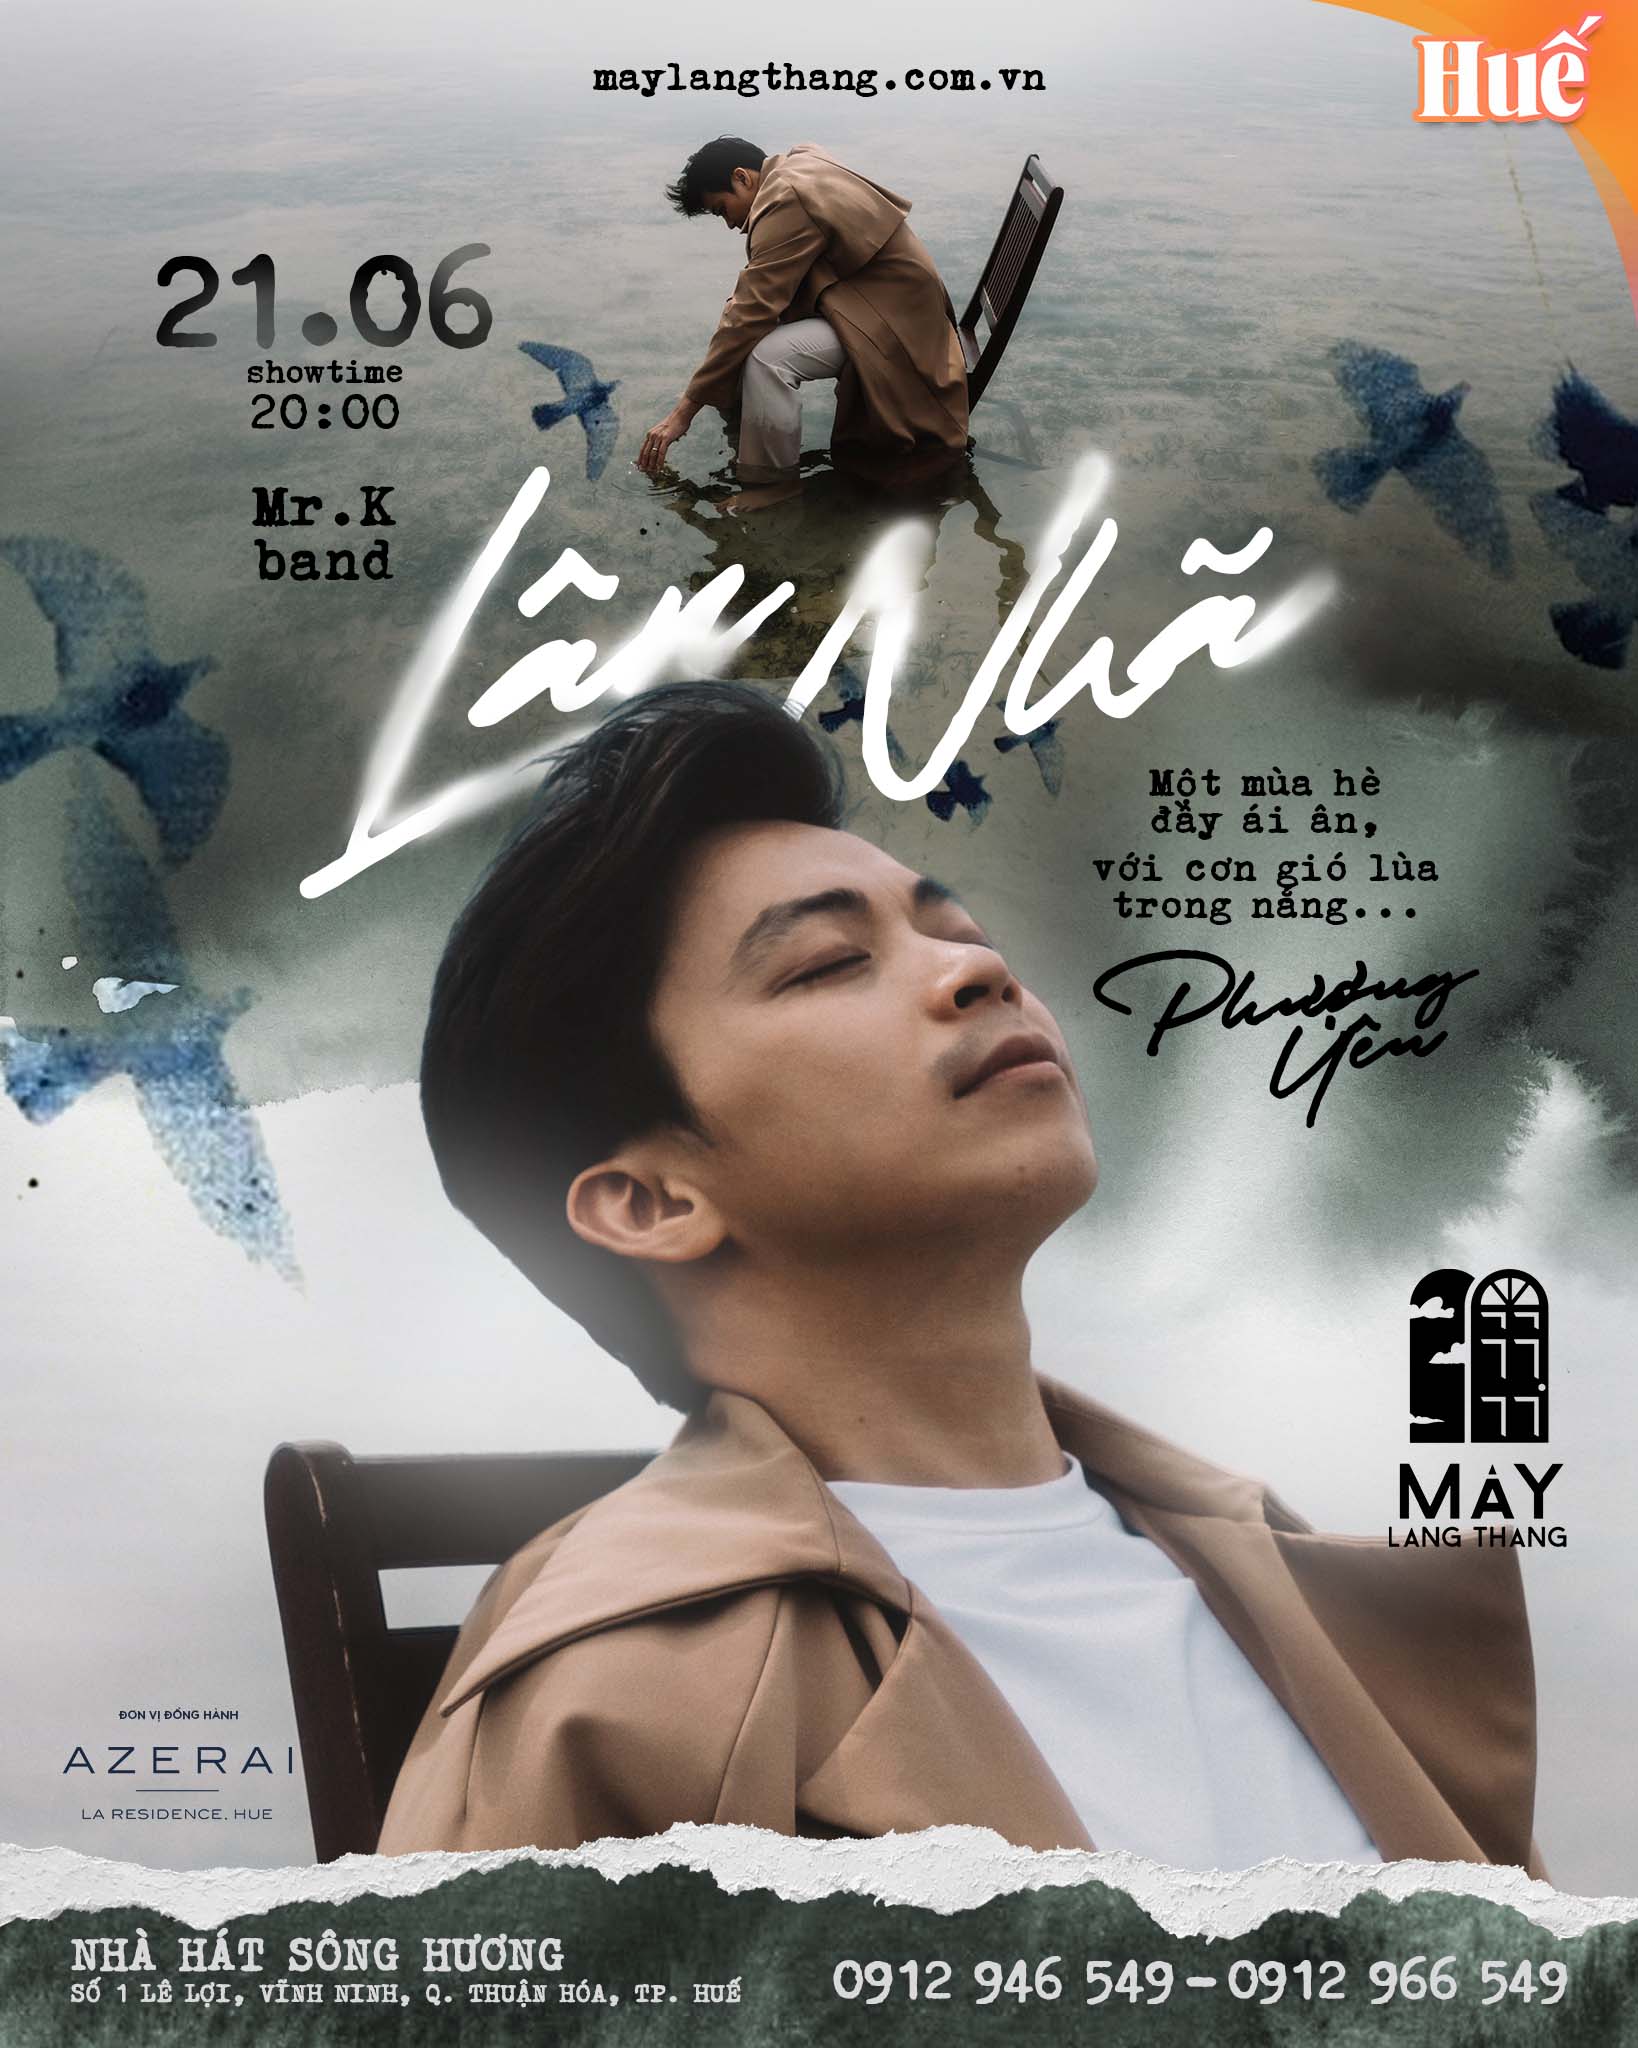 maylangthang.com.vn
Huế
21.06
showtime
20:00
Mr.K
band
Lân Nhã
Một mùa hè
đầy ái ân,
với cơn gió lùa
trong nắng...
Phượng
Yêu
MÂY
LANG THANG
ĐƠN VỊ ĐỒNG HÀNH
AZERAI
LA RESIDENCE, HUE
NHÀ HÁT SÔNG HƯƠNG
SỐ 1 LÊ LỢI, VĨNH NINH, Q. THUẬN HÓA, TP. HUẾ
0912 946 549 - 0912 966 549